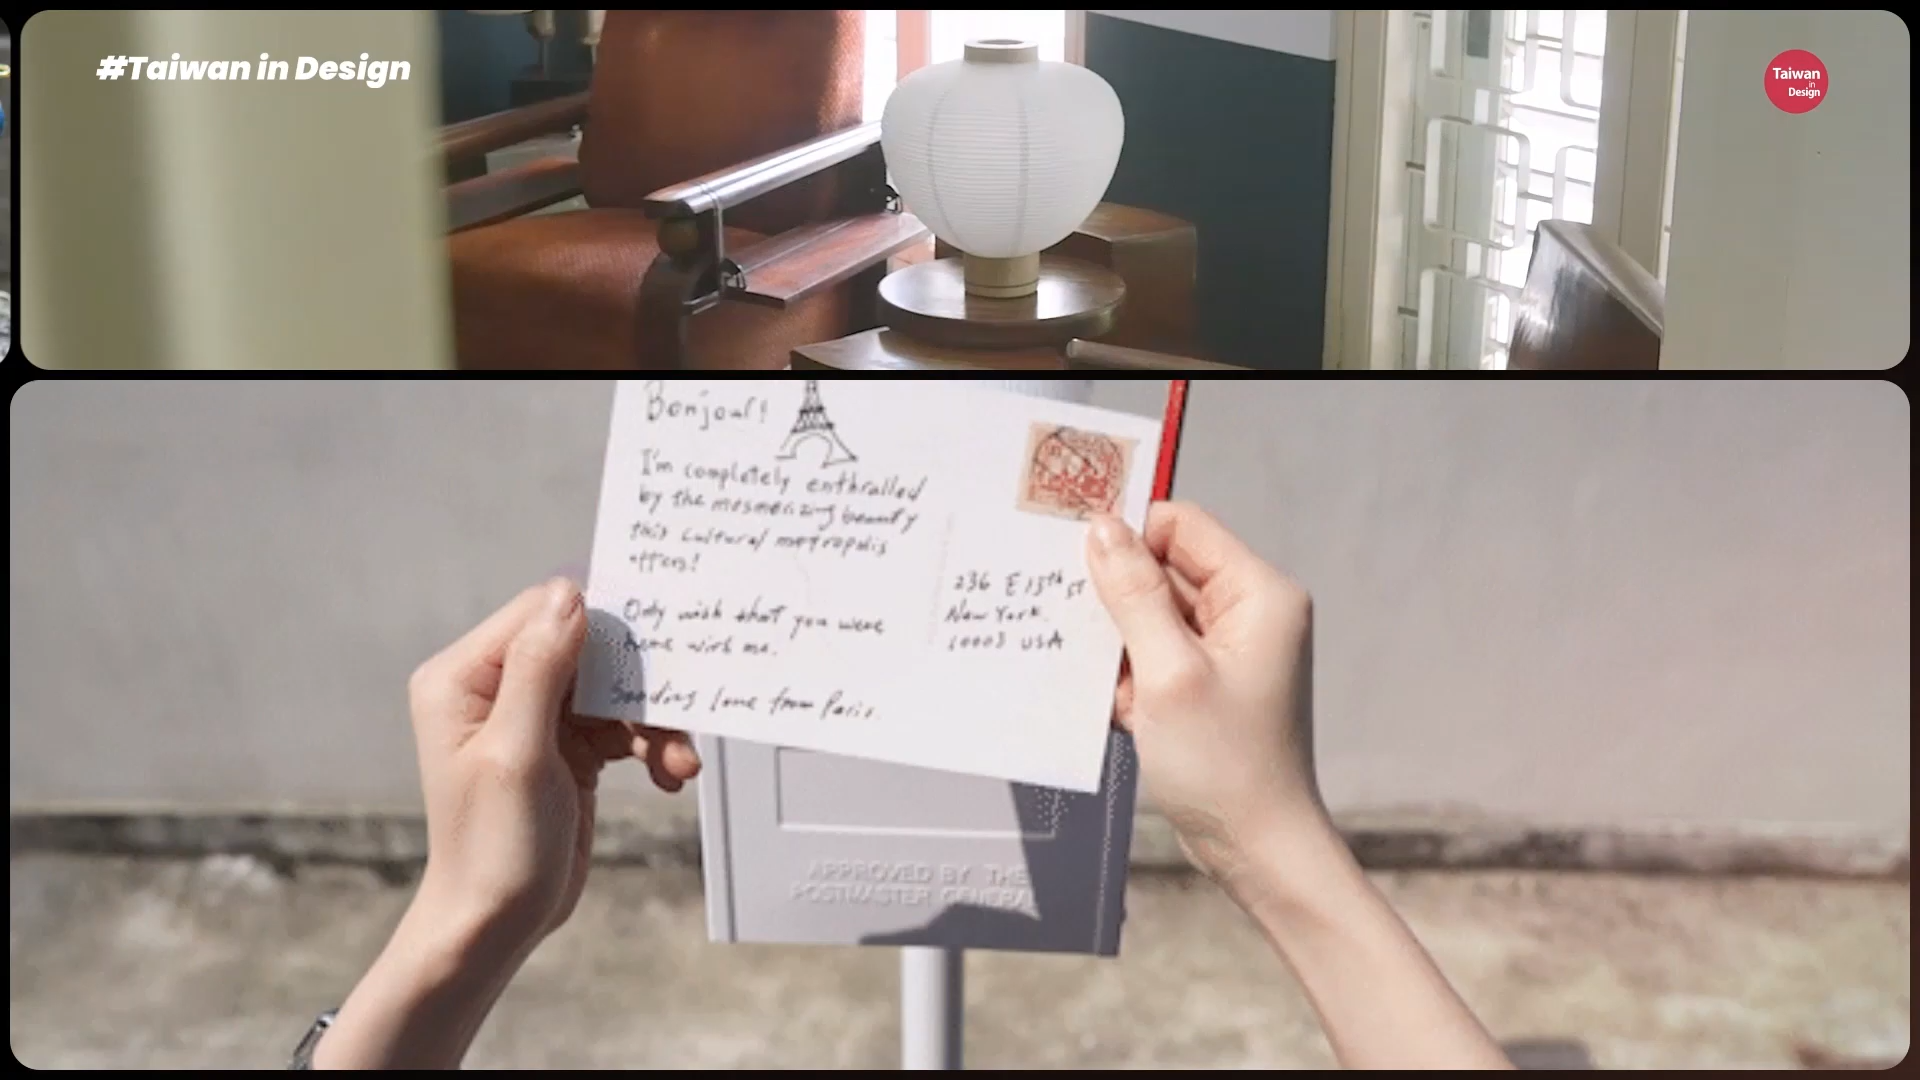 #Taiwan in Design
Taiwan
in
Design
Bonjour!
I'm completely enthralled
by the mesmerizing beauty
this cultural metropolis
offers!
Only wish that you were
here with me.
Sending love from Paris.
236 E 13th ST
New York.
10003 USA
APPROVED BY THE
POSTMASTER GENERAL